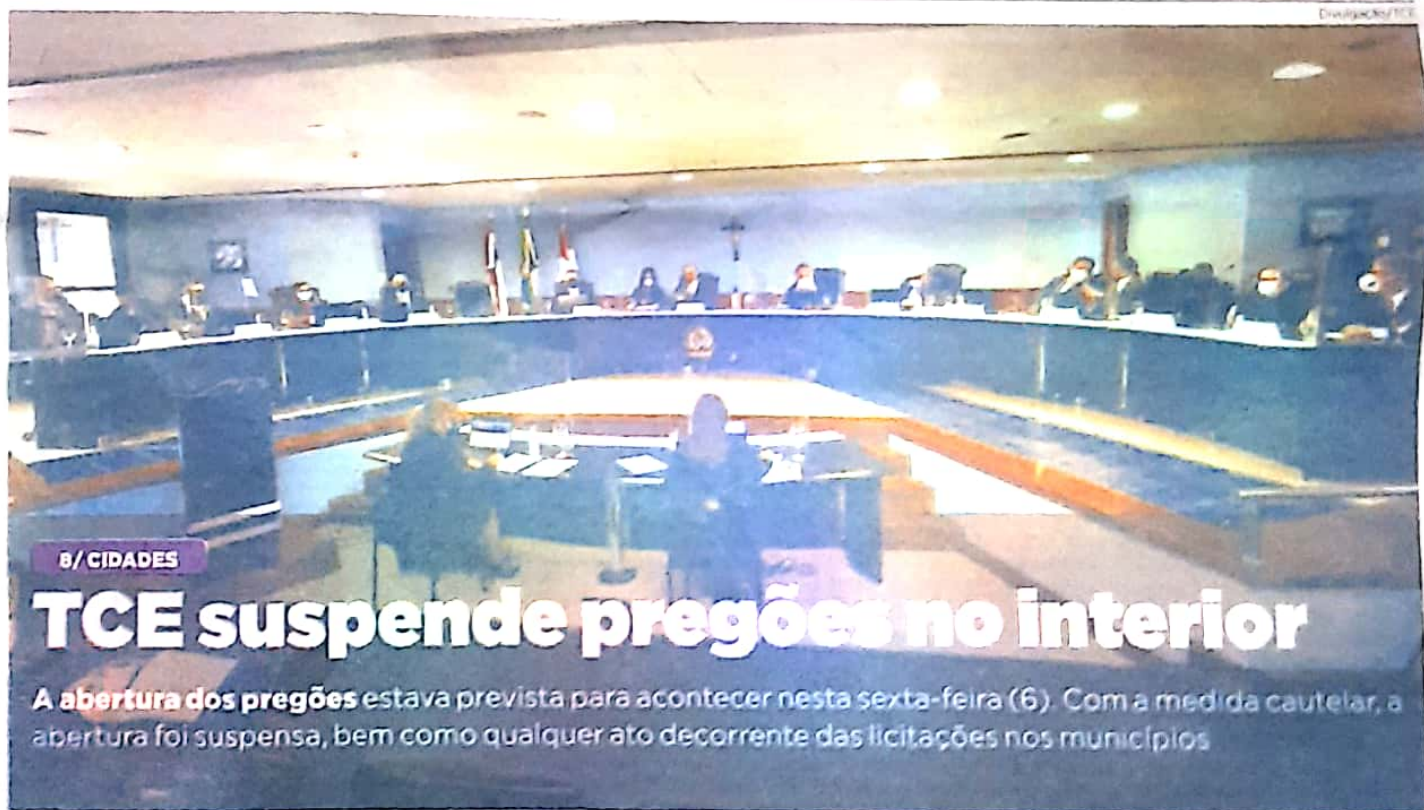 Divulgação/TCE
8/CIDADES
TCE suspende pregões no interior
A abertura dos pregões estava prevista para acontecer nesta sexta-feira (6). Com a medida cautelar, a
abertura foi suspensa, bem como qualquer ato decorrente das licitações nos municípios